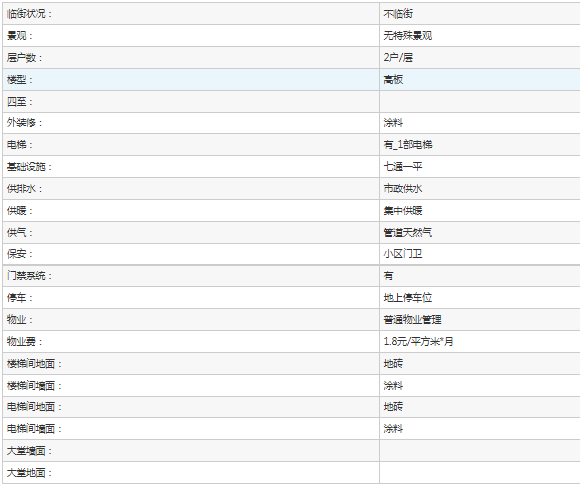 临街状况： 不临街
景观： 无特殊景观
层户数： 2户/层
楼型： 高板
四至：
外装修： 涂料
电梯： 有_1部电梯
基础设施： 七通一平
供排水： 市政供水
供暖： 集中供暖
供气： 管道天然气
保安： 小区门卫
门禁系统： 有
停车： 地上停车位
物业： 普通物业管理
物业费： 1.8元/平方米*月
楼梯间地面： 地砖
楼梯间墙面： 涂料
电梯间地面： 地砖
电梯间墙面： 涂料
大堂墙面：
大堂地面：